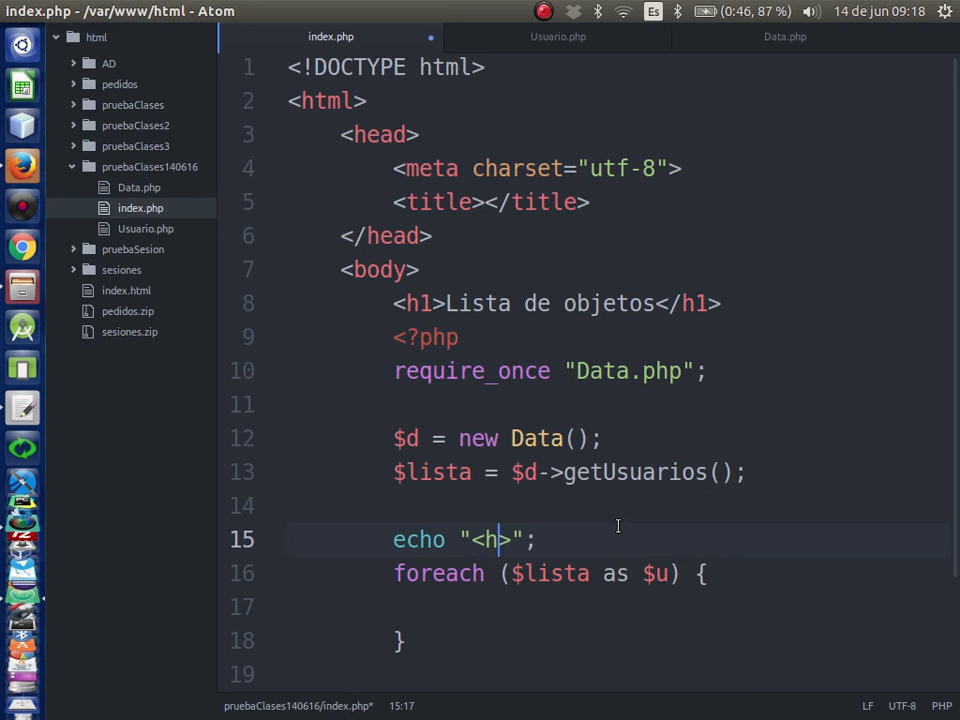 index.php - /var/www/html - Atom
Es
(0:46, 87 %)
14 de jun 09:18
html
AD
pedidos
pruebaClases
pruebaClases2
pruebaClases3
pruebaClases140616
Data.php
index.php
Usuario.php
pruebaSesion
sesiones
index.html
pedidos.zip
sesiones.zip
index.php
Usuario.php
Data.php
1 <!DOCTYPE html>
2 <html>
3 <head>
4 <meta charset="utf-8">
5 <title></title>
6 </head>
7 <body>
8 <h1>Lista de objetos</h1>
9 <?php
10 require_once "Data.php";
11
12 $d = new Data();
13 $lista = $d->getUsuarios();
14
15 echo "<h>";
16 foreach ($lista as $u) {
17
18 }
19
pruebaClases140616/index.php* 15:17
LF UTF-8 PHP